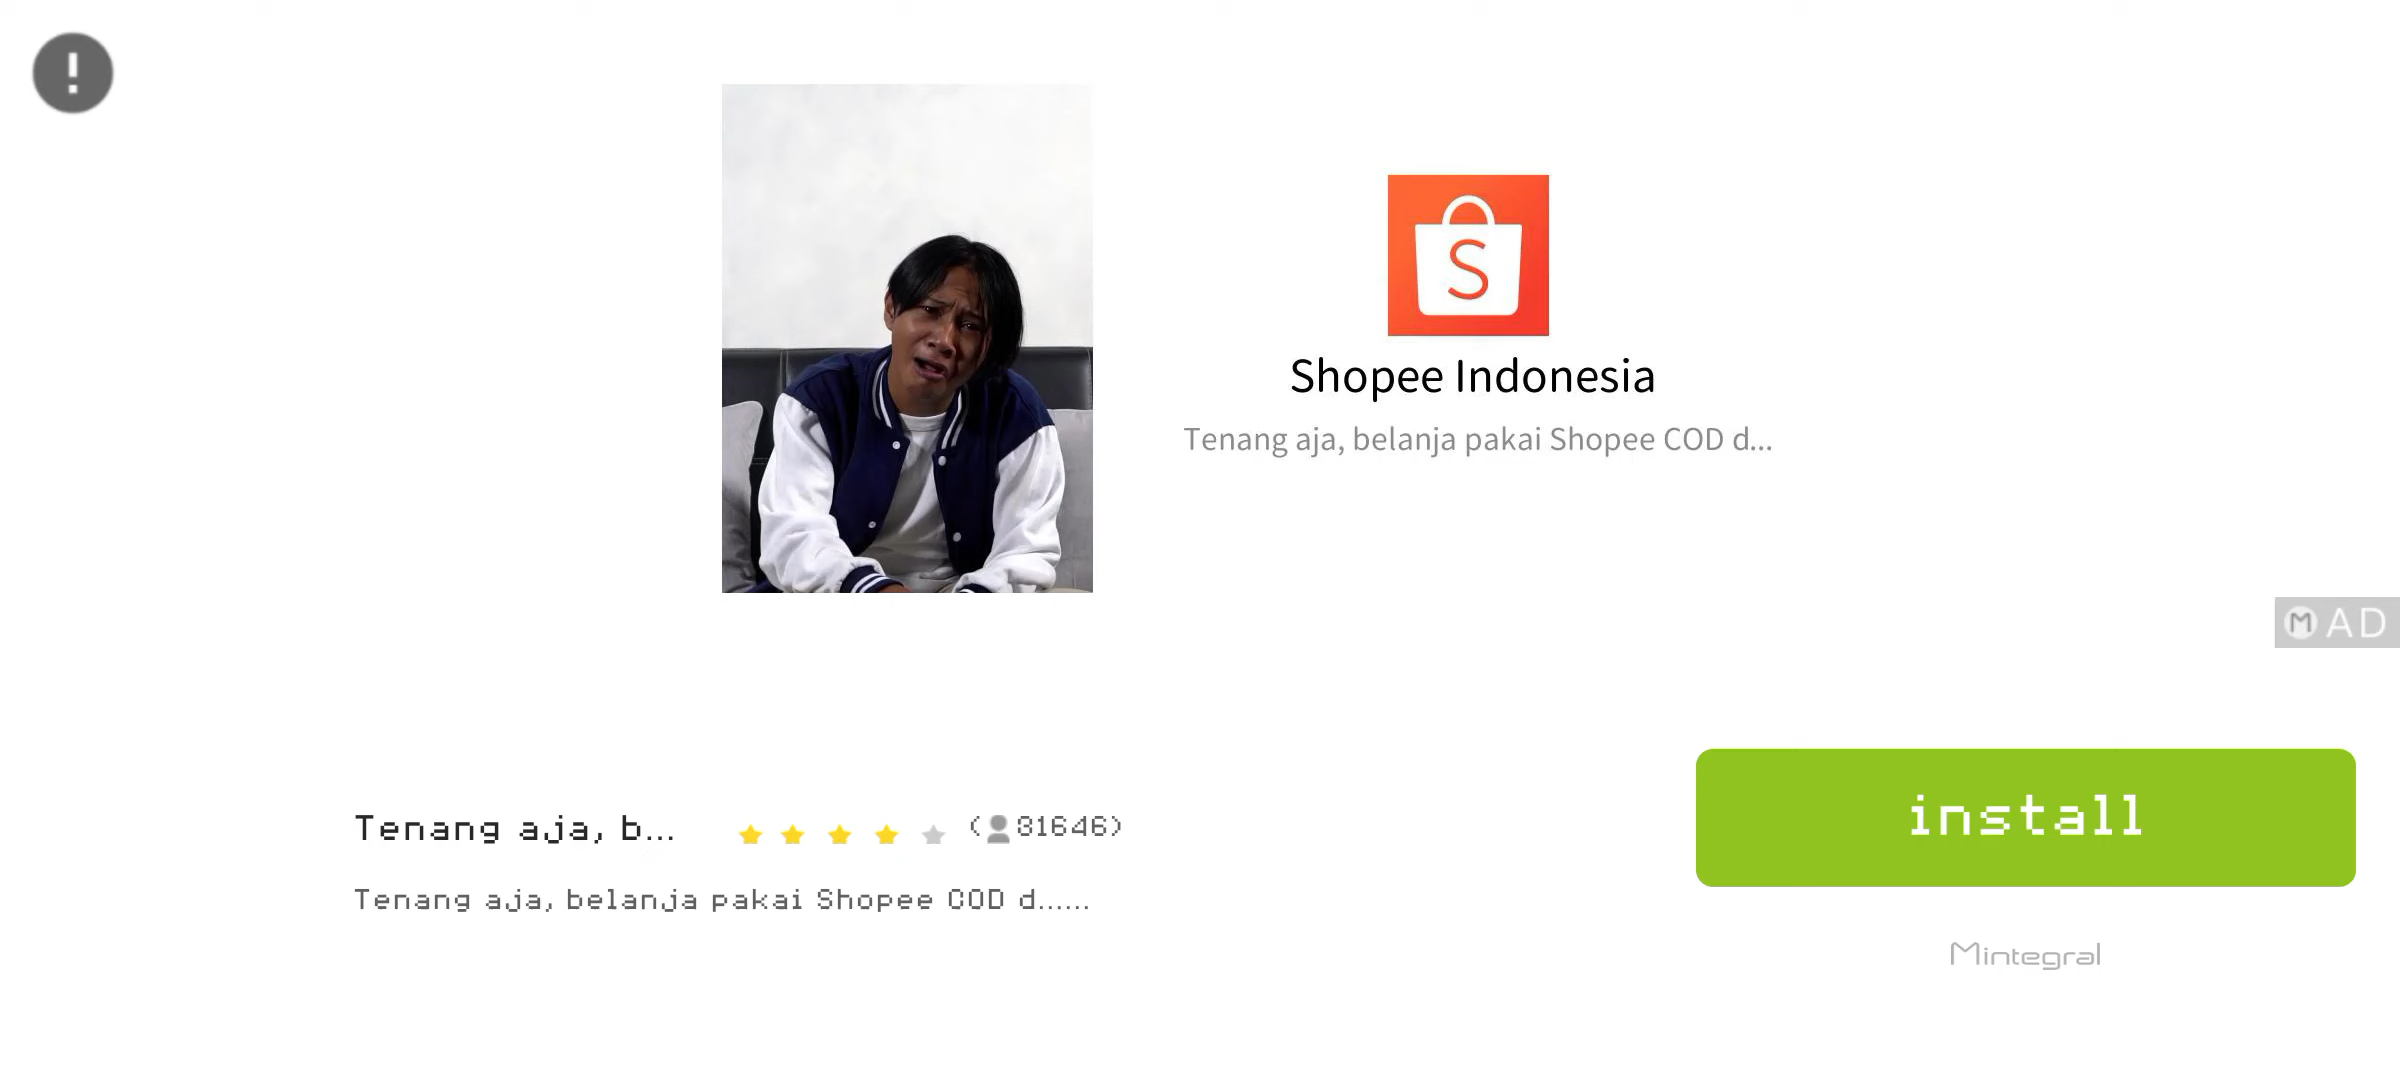 S
Shopee Indonesia
Tenang aja, belanja pakai Shopee COD d...
M AD
Tenang aja, b... (31646)
install
Tenang aja, belanja pakai Shopee COD d......
Mintegral